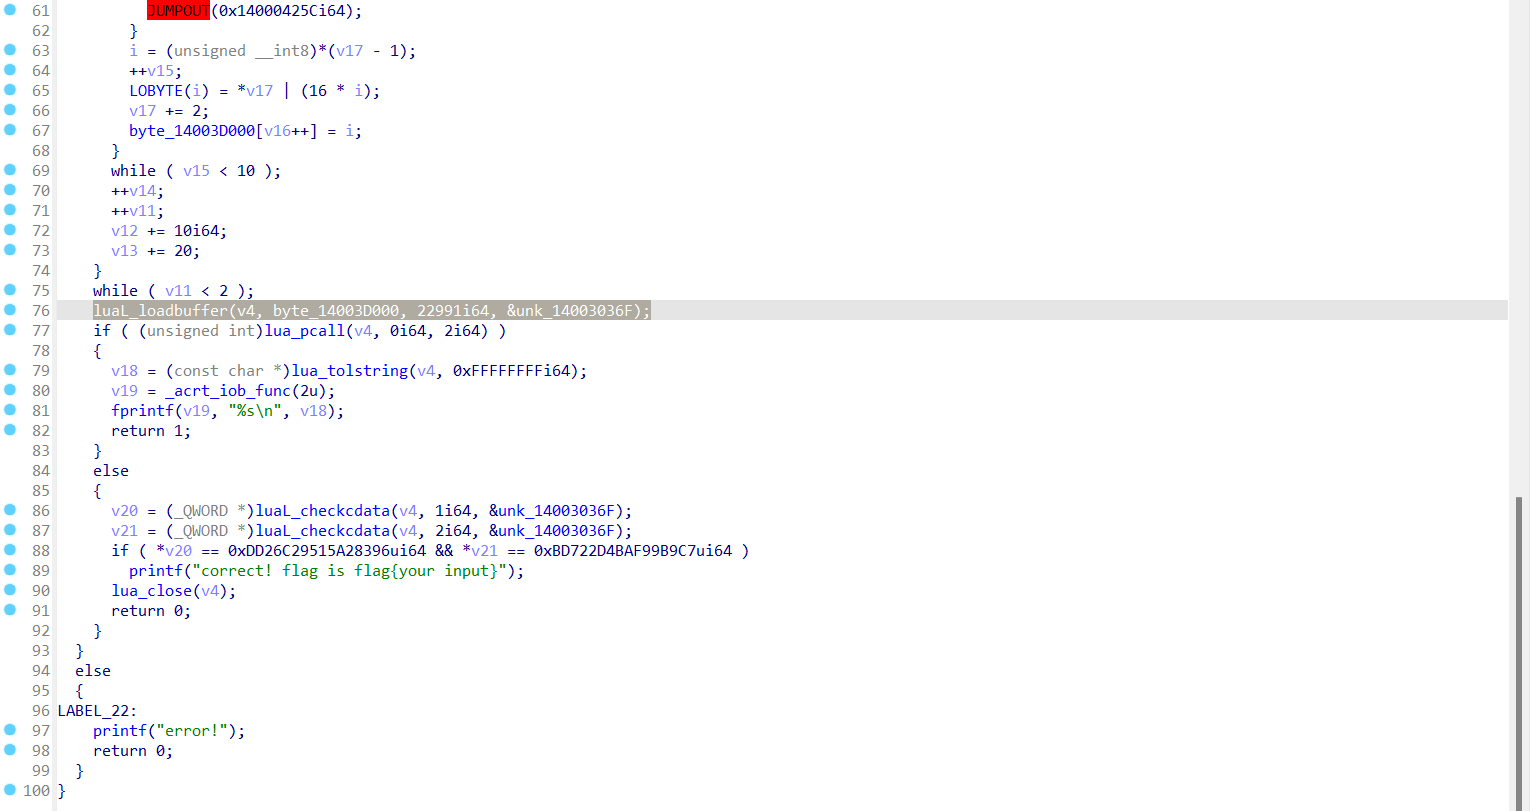 61 JUMPOUT(0x14000425Ci64);
62 }
63 i = (unsigned __int8)*(v17 - 1);
64 ++v15;
65 LOBYTE(i) = *v17 | (16 * i);
66 v17 += 2;
67 byte_14003D000[v16++] = i;
68 }
69 while ( v15 < 10 );
70 ++v14;
71 ++v11;
72 v12 += 10i64;
73 v13 += 20;
74 }
75 while ( v11 < 2 );
76 luaL_loadbuffer(v4, byte_14003D000, 22991i64, &unk_14003036F);
77 if ( (unsigned int)lua_pcall(v4, 0i64, 2i64) )
78 {
79 v18 = (const char *)lua_tolstring(v4, 0xFFFFFFFFi64);
80 v19 = _acrt_iob_func(2u);
81 fprintf(v19, "%s\n", v18);
82 return 1;
83 }
84 else
85 {
86 v20 = (_QWORD *)luaL_checkcdata(v4, 1i64, &unk_14003036F);
87 v21 = (_QWORD *)luaL_checkcdata(v4, 2i64, &unk_14003036F);
88 if ( *v20 == 0xDD26C29515A28396ui64 && *v21 == 0xBD722D4BAF99B9C7ui64 )
89 printf("correct! flag is flag{your input}");
90 lua_close(v4);
91 return 0;
92 }
93 }
94 else
95 {
96 LABEL_22:
97 printf("error!");
98 return 0;
99 }
100 }